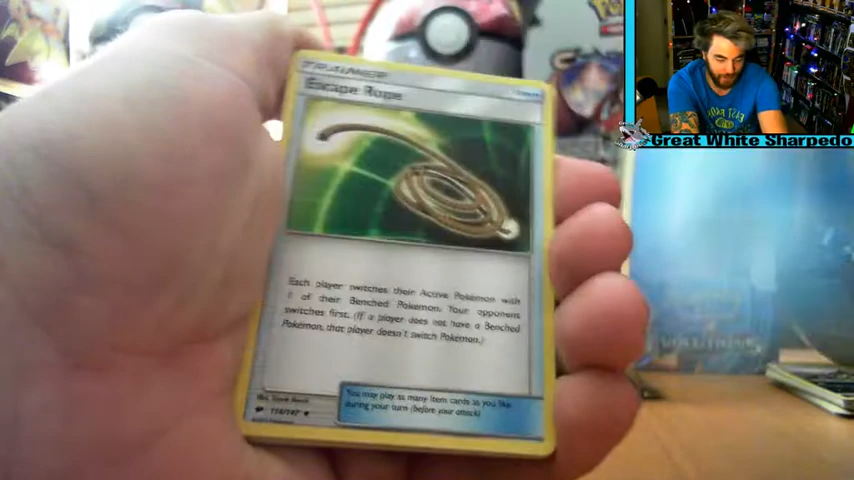 TRAINER
Escape Rope
Each player switches their Active Pokémon with
1 of their Benched Pokémon. Your opponent
switches first. (If a player does not have a Benched
Pokémon, that player doesn't switch Pokémon.)
You may play as many Item cards as you like
during your turn (before your attack).
114/147
Great White Sharpedo